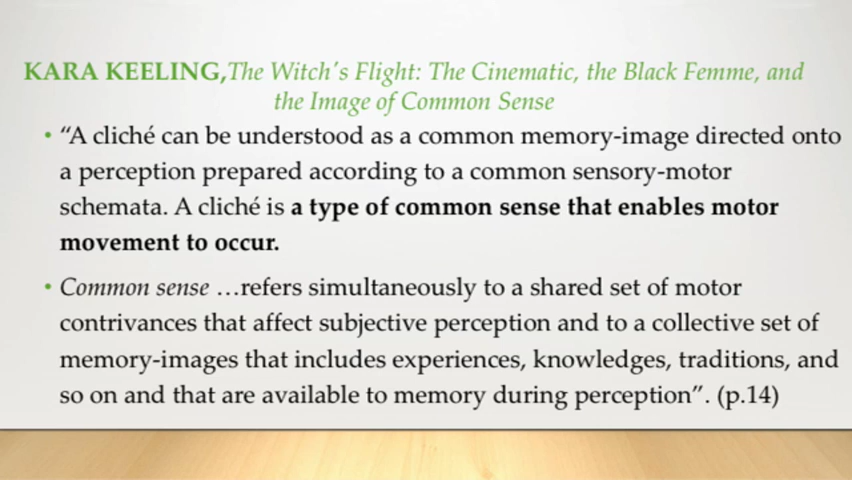 KARA KEELING,The Witch's Flight: The Cinematic, the Black Femme, and
the Image of Common Sense
• “A cliché can be understood as a common memory-image directed onto
a perception prepared according to a common sensory-motor
schemata. A cliché is a type of common sense that enables motor
movement to occur.
• Common sense …refers simultaneously to a shared set of motor
contrivances that affect subjective perception and to a collective set of
memory-images that includes experiences, knowledges, traditions, and
so on and that are available to memory during perception”. (p.14)